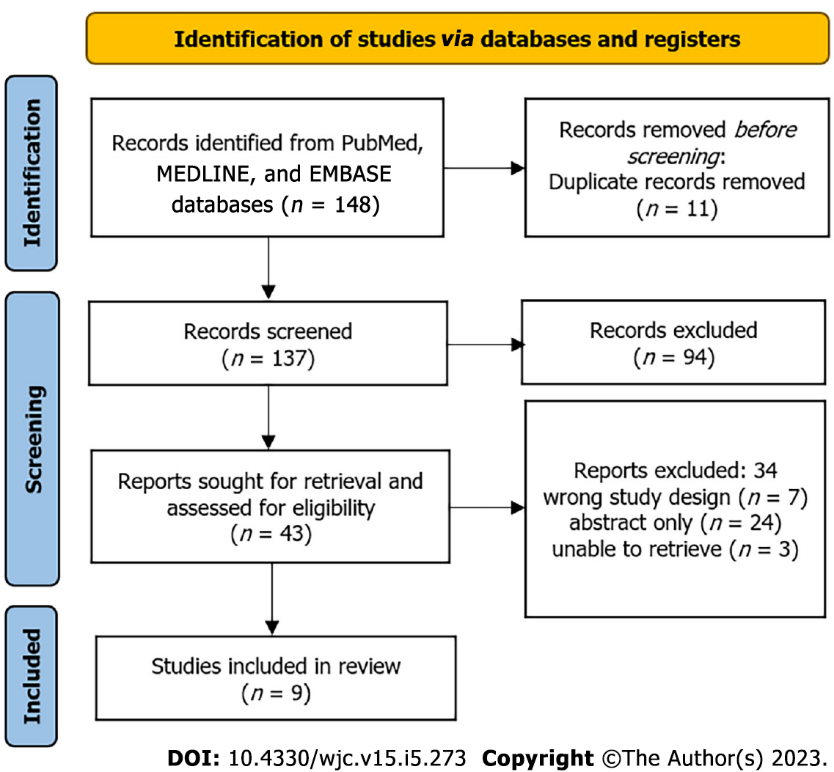 Identification of studies via databases and registers
Identification
Records identified from PubMed,
MEDLINE, and EMBASE
databases (n = 148)
Records removed before
screening:
Duplicate records removed
(n = 11)
Screening
Records screened
(n = 137)
Records excluded
(n = 94)
Reports sought for retrieval and
assessed for eligibility
(n = 43)
Reports excluded: 34
wrong study design (n = 7)
abstract only (n = 24)
unable to retrieve (n = 3)
Included
Studies included in review
(n = 9)
DOI: 10.4330/wjc.v15.i5.273 Copyright ©The Author(s) 2023.